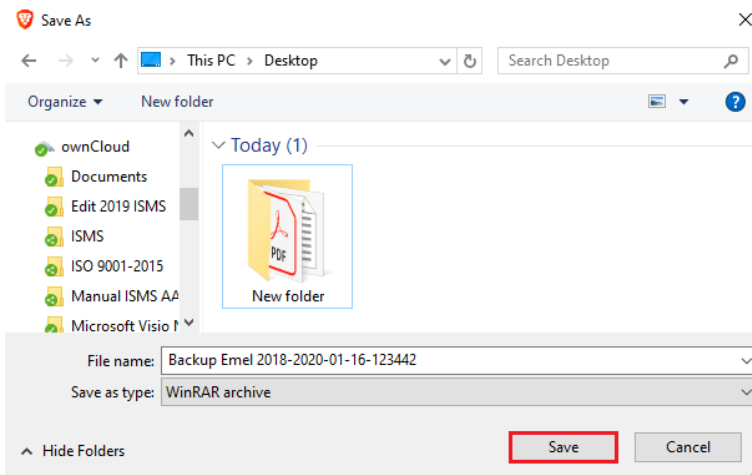 Save As
This PC > Desktop
Search Desktop
Organize
New folder
?
ownCloud
Documents
Edit 2019 ISMS
ISMS
ISO 9001-2015
Manual ISMS AA
Microsoft Visio
Today (1)
PDF
New folder
File name: Backup Emel 2018-2020-01-16-123442
Save as type: WinRAR archive
Hide Folders
Save
Cancel